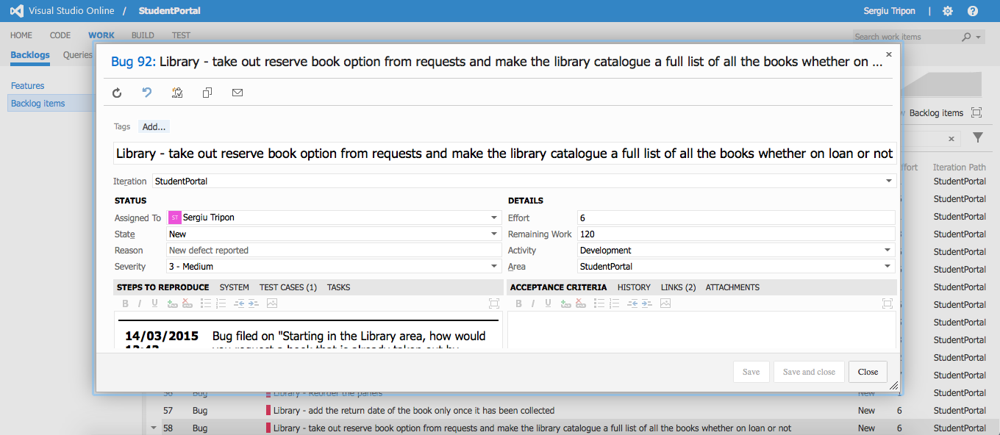 Visual Studio Online / StudentPortal
Sergiu Tripon |
HOME CODE WORK BUILD TEST
Search work items
Backlogs Queries
Features
Backlog items
Bug 92: Library - take out reserve book option from requests and make the library catalogue a full list of all the books whether on ...
Tags Add...
Library - take out reserve book option from requests and make the library catalogue a full list of all the books whether on loan or not
Iteration StudentPortal
STATUS
Assigned To ST Sergiu Tripon
State New
Reason New defect reported
Severity 3 - Medium
DETAILS
Effort 6
Remaining Work 120
Activity Development
Area StudentPortal
STEPS TO REPRODUCE SYSTEM TEST CASES (1) TASKS
B I U
14/03/2015 Bug filed on "Starting in the Library area, how would
you request a book that is already taken out by
ACCEPTANCE CRITERIA HISTORY LINKS (2) ATTACHMENTS
B I U
Save Save and close Close
Backlog items
Iteration Path
StudentPortal
StudentPortal
StudentPortal
StudentPortal
StudentPortal
StudentPortal
StudentPortal
StudentPortal
StudentPortal
StudentPortal
StudentPortal
StudentPortal
56 Bug Library - Reorder the panels New 1 StudentPortal
57 Bug Library - add the return date of the book only once it has been collected New 6 StudentPortal
58 Bug Library - take out reserve book option from requests and make the library catalogue a full list of all the books whether on loan or not New 6 StudentPortal